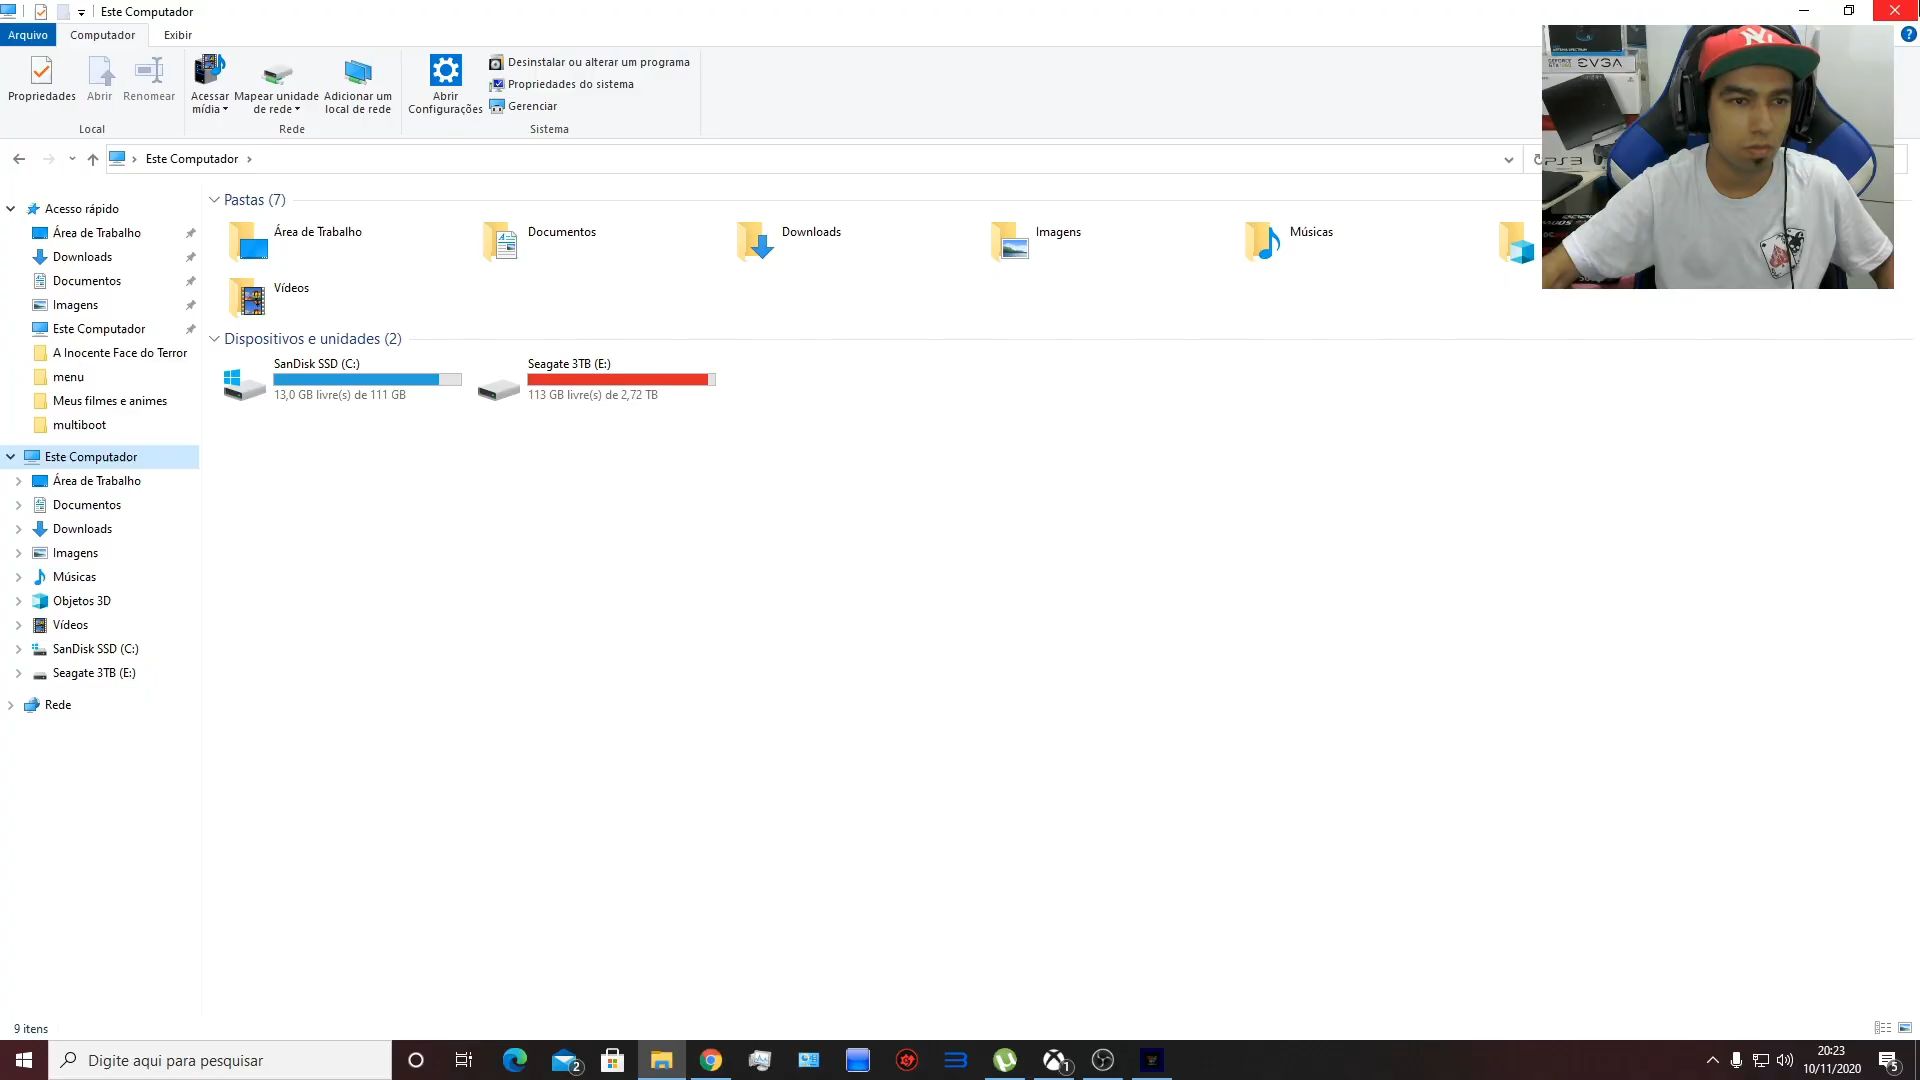 Este Computador
Arquivo
Computador
Exibir
Propriedades
Abrir
Renomear
Local
Acessar
mídia
Mapear unidade
de rede
Adicionar um
local de rede
Rede
Abrir
Configurações
Desinstalar ou alterar um programa
Propriedades do sistema
Gerenciar
Sistema
Este Computador
EVGA
PS3
Acesso rápido
Área de Trabalho
Downloads
Documentos
Imagens
Este Computador
A Inocente Face do Terror
menu
Meus filmes e animes
multiboot
Este Computador
Área de Trabalho
Documentos
Downloads
Imagens
Músicas
Objetos 3D
Vídeos
SanDisk SSD (C:)
Seagate 3TB (E:)
Rede
Pastas (7)
Área de Trabalho
Documentos
Downloads
Imagens
Músicas
Vídeos
Dispositivos e unidades (2)
SanDisk SSD (C:)
13,0 GB livre(s) de 111 GB
Seagate 3TB (E:)
113 GB livre(s) de 2,72 TB
9 itens
Digite aqui para pesquisar
2
1
20:23
10/11/2020
5